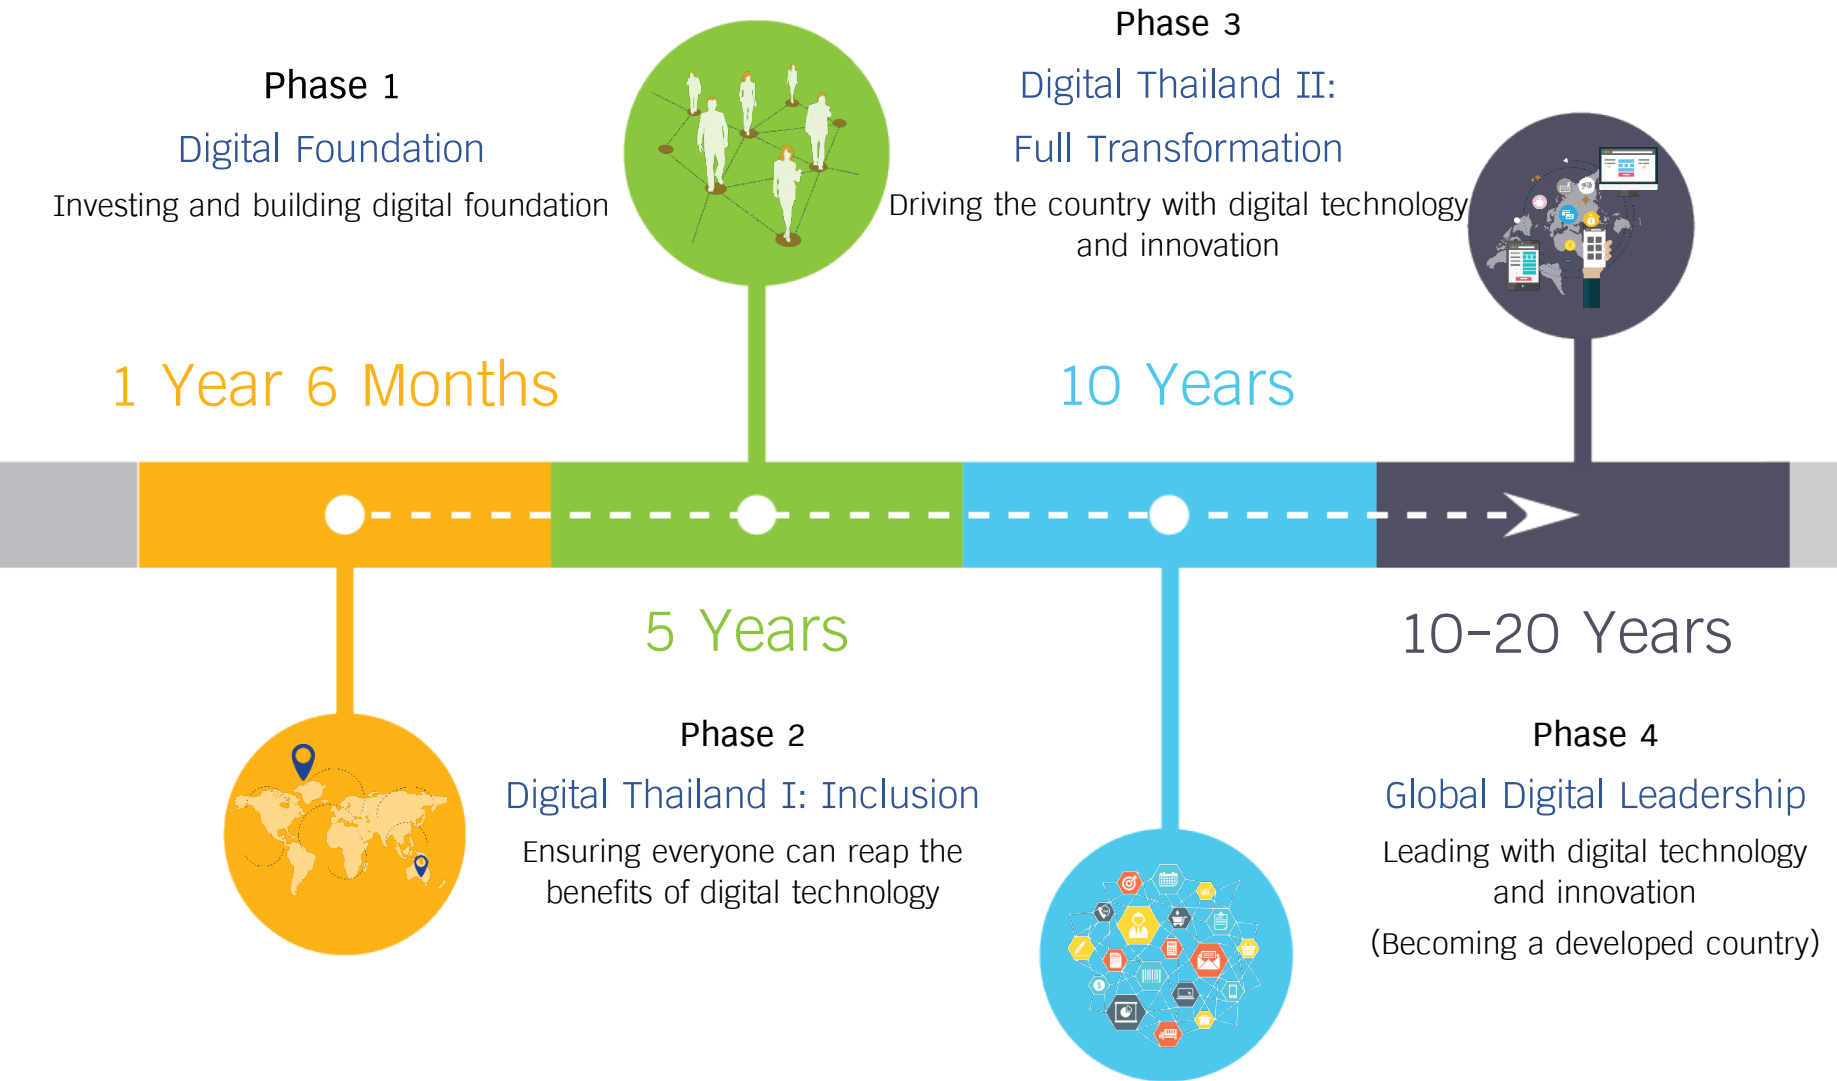 Phase 1
Digital Foundation
Investing and building digital foundation
1 Year 6 Months
5 Years
Phase 2
Digital Thailand I: Inclusion
Ensuring everyone can reap the
benefits of digital technology
Phase 3
Digital Thailand II:
Full Transformation
Driving the country with digital technology
and innovation
10 Years
10-20 Years
Phase 4
Global Digital Leadership
Leading with digital technology
and innovation
(Becoming a developed country)